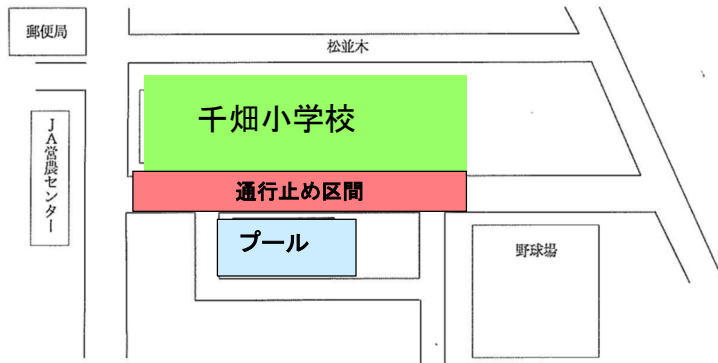 郵便局
松並木
千畑小学校
JA営農センター
通行止め区間
プール
野球場